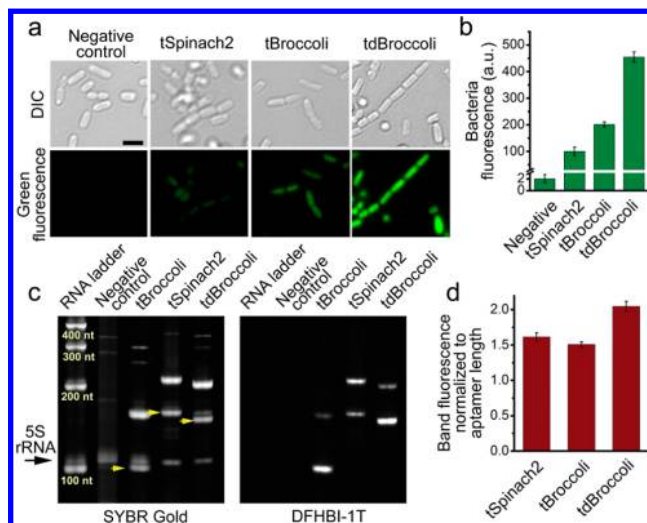 a
Negative
control
tSpinach2
tBroccoli
tdBroccoli
DIC
Green
fluorescence
b
Bacteria
fluorescence (a.u.)
500
400
300
200
100
2
0
Negative
tSpinach2
tBroccoli
tdBroccoli
c
RNA ladder
Negative
control
tBroccoli
tSpinach2
tdBroccoli
RNA ladder
Negative
control
tBroccoli
tSpinach2
tdBroccoli
400 nt
300 nt
200 nt
100 nt
5S
rRNA
SYBR Gold
DFHBI-1T
d
Band fluorescence
normalized to
aptamer length
2.0
1.5
1.0
0.5
0
tSpinach2
tBroccoli
tdBroccoli